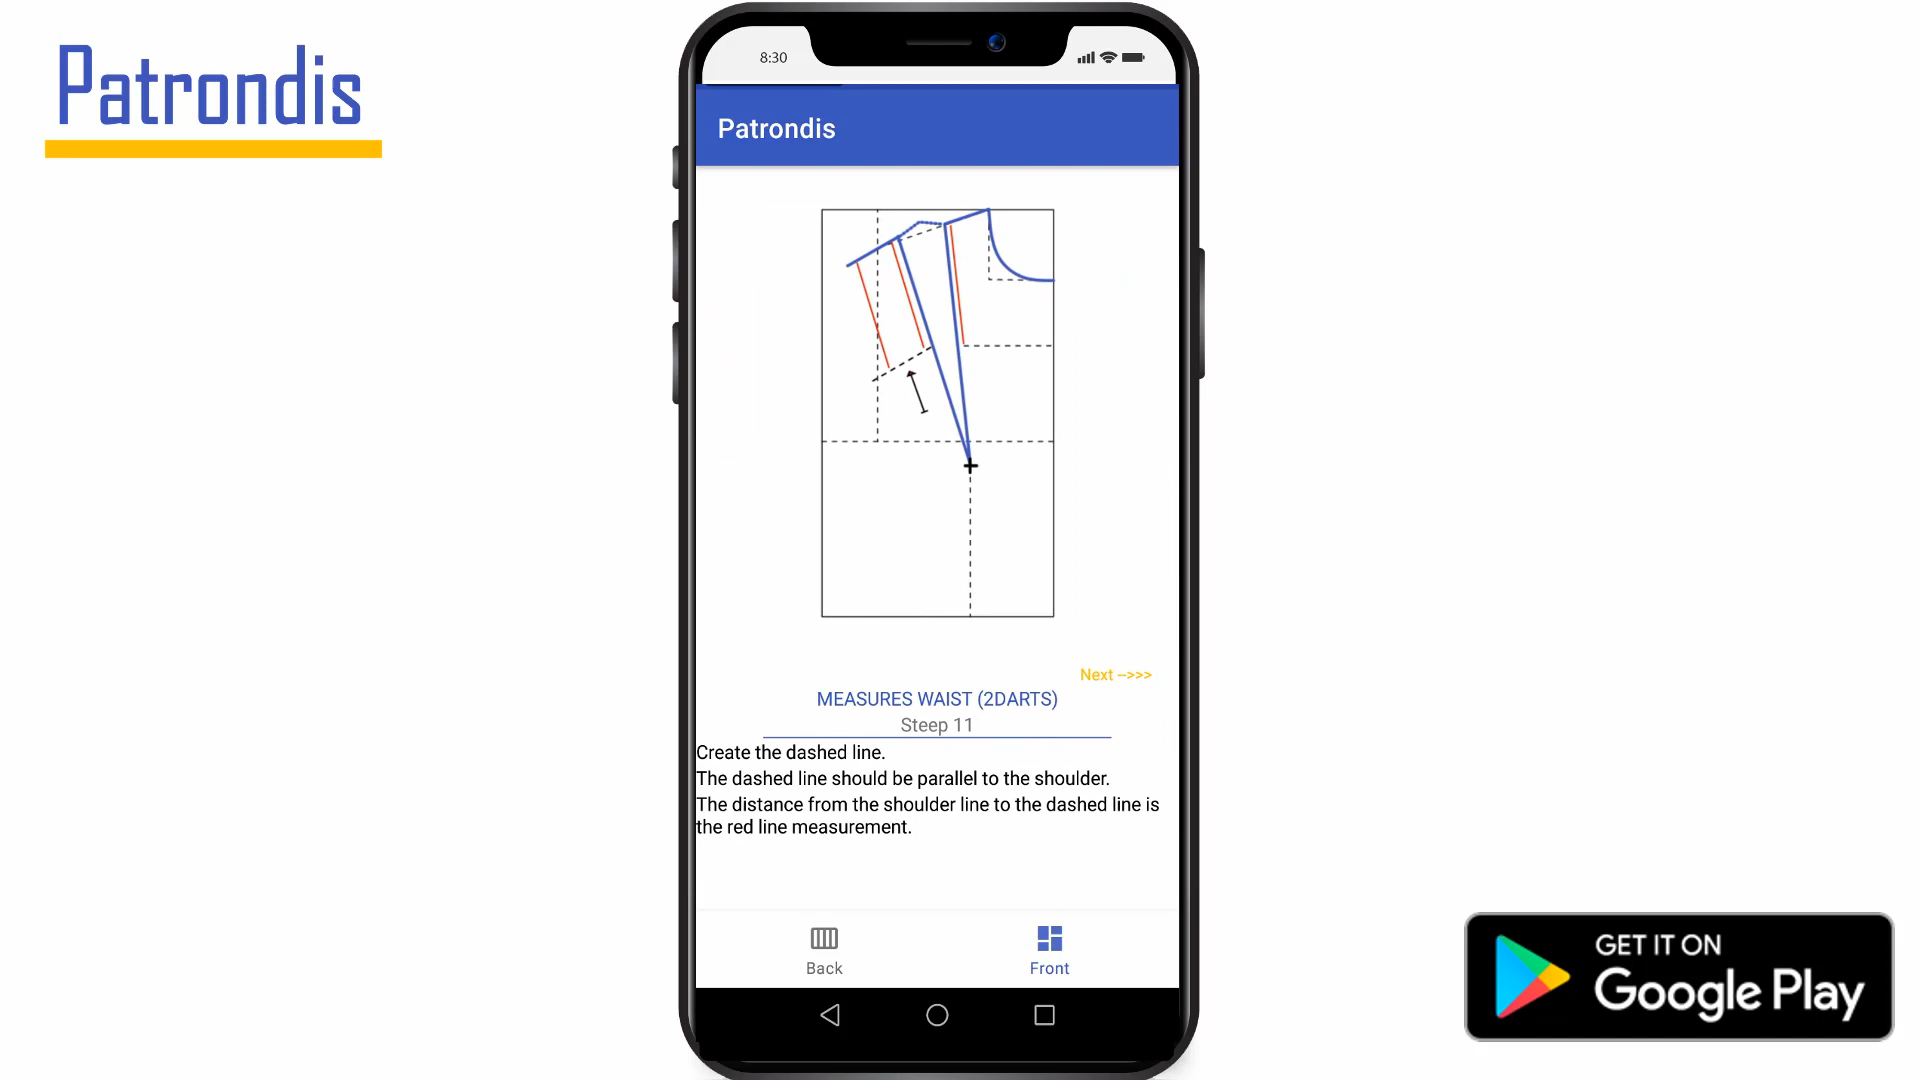 Patrondis
8:30
Patrondis
Next -->>>
MEASURES WAIST (2DARTS)
Steep 11
Create the dashed line.
The dashed line should be parallel to the shoulder.
The distance from the shoulder line to the dashed line is
the red line measurement.
Back
Front
GET IT ON
Google Play